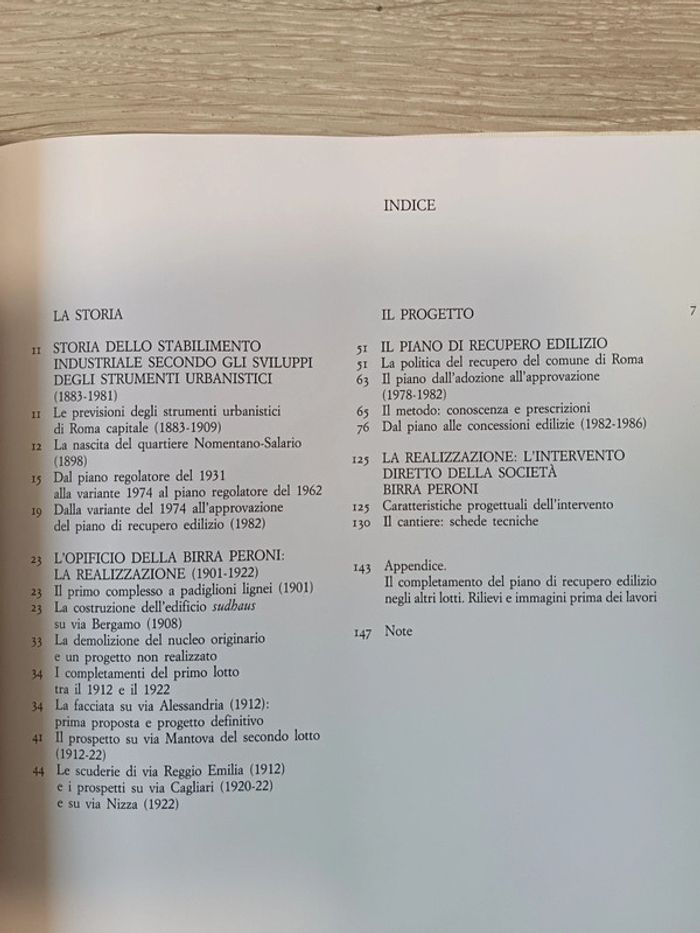 INDICE
LA STORIA
11 STORIA DELLO STABILIMENTO
INDUSTRIALE SECONDO GLI SVILUPPI
DEGLI STRUMENTI URBANISTICI
(1883-1981)
11 Le previsioni degli strumenti urbanistici
di Roma capitale (1883-1909)
12 La nascita del quartiere Nomentano-Salario
(1898)
15 Dal piano regolatore del 1931
alla variante 1974 al piano regolatore del 1962
19 Dalla variante del 1974 all'approvazione
del piano di recupero edilizio (1982)
23 L'OPIFICIO DELLA BIRRA PERONI:
LA REALIZZAZIONE (1901-1922)
23 Il primo complesso a padiglioni lignei (1901)
23 La costruzione dell'edificio sudhaus
su via Bergamo (1908)
33 La demolizione del nucleo originario
e un progetto non realizzato
34 I completamenti del primo lotto
tra il 1912 e il 1922
34 La facciata su via Alessandria (1912):
prima proposta e progetto definitivo
41 Il prospetto su via Mantova del secondo lotto
(1912-22)
44 Le scuderie di via Reggio Emilia (1912)
e i prospetti su via Cagliari (1920-22)
e su via Nizza (1922)
IL PROGETTO
51 IL PIANO DI RECUPERO EDILIZIO
51 La politica del recupero del comune di Roma
63 Il piano dall'adozione all'approvazione
(1978-1982)
65 Il metodo: conoscenza e prescrizioni
76 Dal piano alle concessioni edilizie (1982-1986)
125 LA REALIZZAZIONE: L'INTERVENTO
DIRETTO DELLA SOCIETÀ
BIRRA PERONI
125 Caratteristiche progettuali dell'intervento
130 Il cantiere: schede tecniche
143 Appendice.
Il completamento del piano di recupero edilizio
negli altri lotti. Rilievi e immagini prima dei lavori
147 Note
7